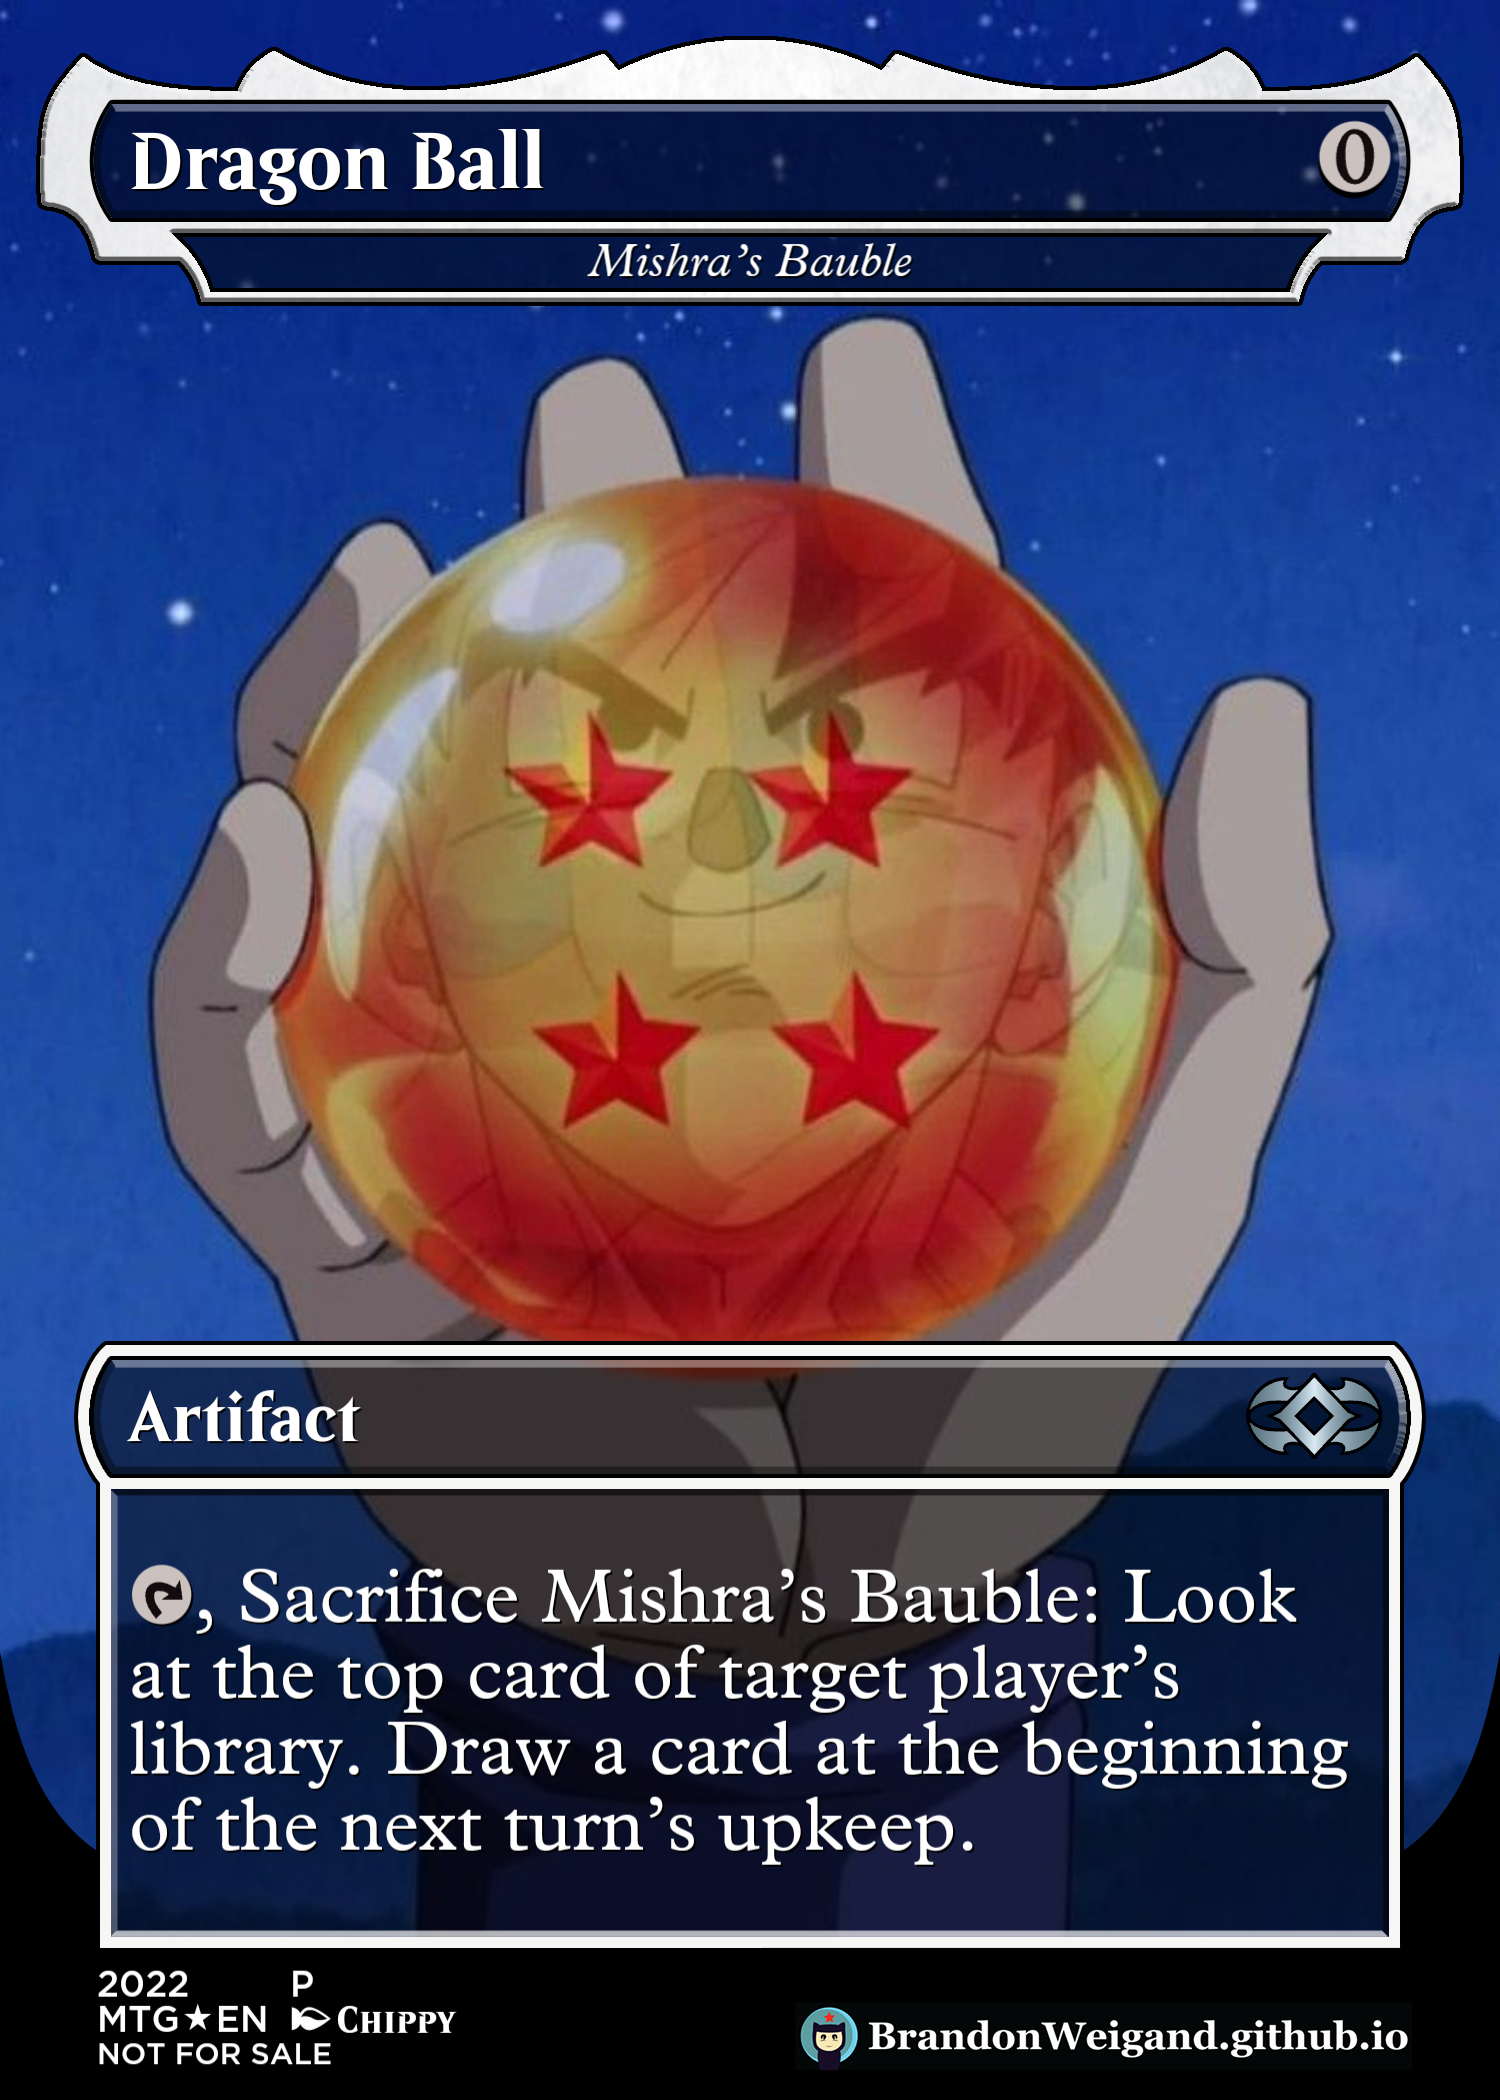 Dragon Ball 0
Mishra’s Bauble
Artifact
, Sacrifice Mishra’s Bauble: Look
at the top card of target player’s
library. Draw a card at the beginning
of the next turn’s upkeep.
2022 P
MTG★EN CHIPPY
NOT FOR SALE
BrandonWeigand.github.io